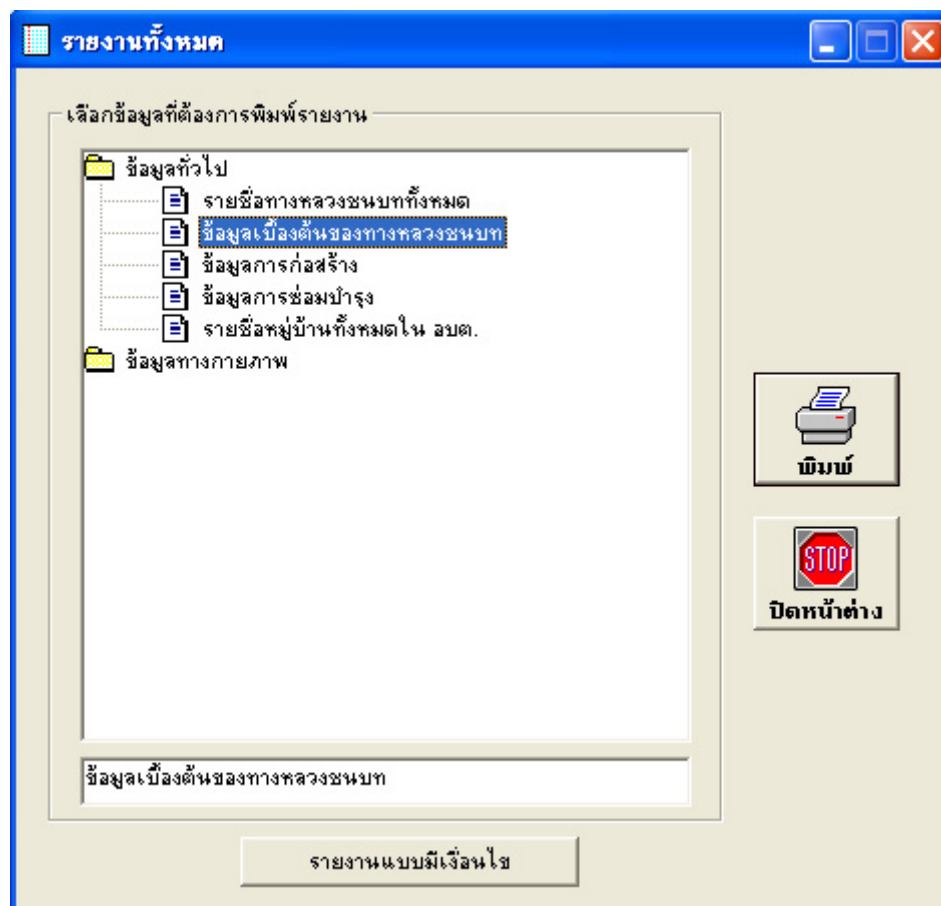 รายงานทั้งหมด
เลือกข้อมูลที่ต้องการพิมพ์รายงาน
ข้อมูลทั่วไป
รายชื่อทางหลวงชนบททั้งหมด
ข้อมูลเบื้องต้นของทางหลวงชนบท
ข้อมูลการก่อสร้าง
ข้อมูลการซ่อมบำรุง
รายชื่อหมู่บ้านทั้งหมดใน อบต.
ข้อมูลทางกายภาพ
พิมพ์
STOP
ปิดหน้าต่าง
ข้อมูลเบื้องต้นของทางหลวงชนบท
รายงานแบบมีเงื่อนไข